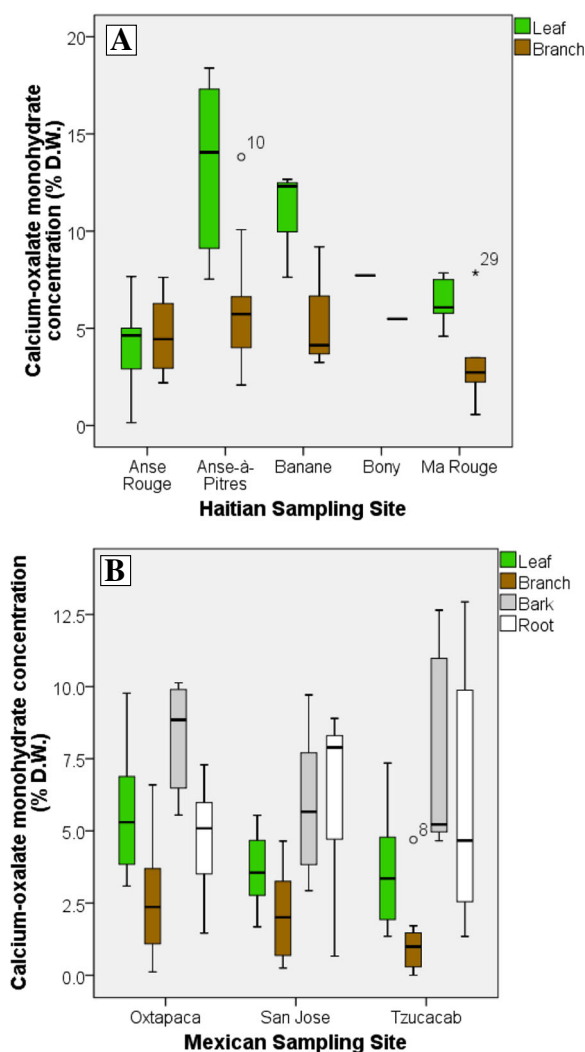 A
Leaf
Branch
Calcium-oxalate monohydrate
concentration (% D.W.)
20
15
10
5
0
10
29
Anse
Rouge
Anse-à-
Pitres
Banane
Bony
Ma Rouge
Haitian Sampling Site
B
Leaf
Branch
Bark
Root
Calcium-oxalate monohydrate concentration
(% D.W.)
12.5
10.0
7.5
5.0
2.5
0.0
8
Oxtapaca
San Jose
Tzucacab
Mexican Sampling Site